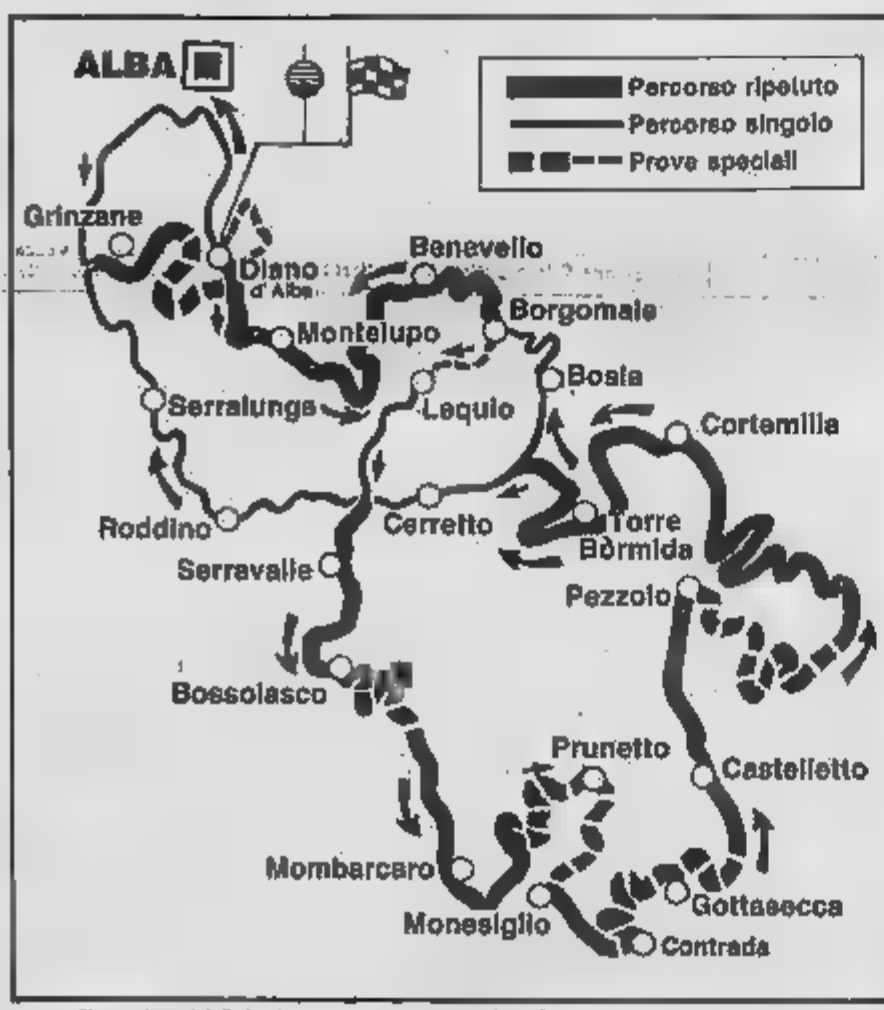 ALBA
Percorso ripetuto
Percorso singolo
Prove speciali
Grinzane
Diano
d'Alba
Benevello
Borgomale
Montelupo
Bosia
Serralunga
Lequio
Cortemilia
Roddino
Cerretto
Torre
Bòrmida
Serravalle
Pezzolo
Bossolasco
Prunetto
Castelletto
Mombarcaro
Monesiglio
Gottasecca
Contrada